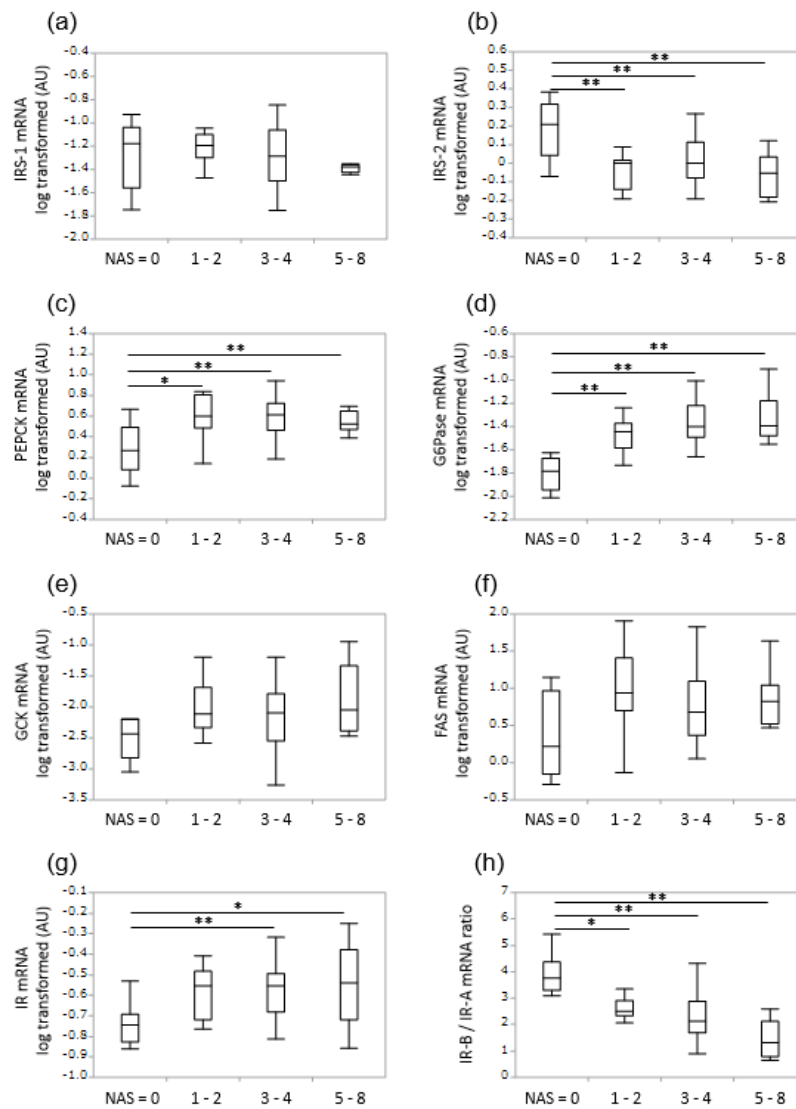 (a)
IRS-1 mRNA
log transformed (AU)
-0.4
-0.6
-0.8
-1.0
-1.2
-1.4
-1.6
-1.8
-2.0
NAS = 0 1 - 2 3 - 4 5 - 8
(b)
IRS-2 mRNA
log transformed (AU)
0.6
0.5
0.4
0.3
0.2
0.1
0
-0.1
-0.2
-0.3
-0.4
**
**
**
NAS = 0 1 - 2 3 - 4 5 - 8
(c)
PEPCK mRNA
log transformed (AU)
1.4
1.2
1.0
0.8
0.6
0.4
0.2
0.0
-0.2
-0.4
**
**
*
NAS = 0 1 - 2 3 - 4 5 - 8
(d)
G6Pase mRNA
log transformed (AU)
-0.6
-0.8
-1.0
-1.2
-1.4
-1.6
-1.8
-2.0
-2.2
**
**
**
NAS = 0 1 - 2 3 - 4 5 - 8
(e)
GCK mRNA
log transformed (AU)
-0.5
-1.0
-1.5
-2.0
-2.5
-3.0
-3.5
NAS = 0 1 - 2 3 - 4 5 - 8
(f)
FAS mRNA
log transformed (AU)
2.0
1.5
1.0
0.5
0.0
-0.5
NAS = 0 1 - 2 3 - 4 5 - 8
(g)
IR mRNA
log transformed (AU)
-0.1
-0.2
-0.3
-0.4
-0.5
-0.6
-0.7
-0.8
-0.9
-1.0
*
**
NAS = 0 1 - 2 3 - 4 5 - 8
(h)
IR-B / IR-A mRNA ratio
7
6
5
4
3
2
1
0
**
**
*
NAS = 0 1 - 2 3 - 4 5 - 8